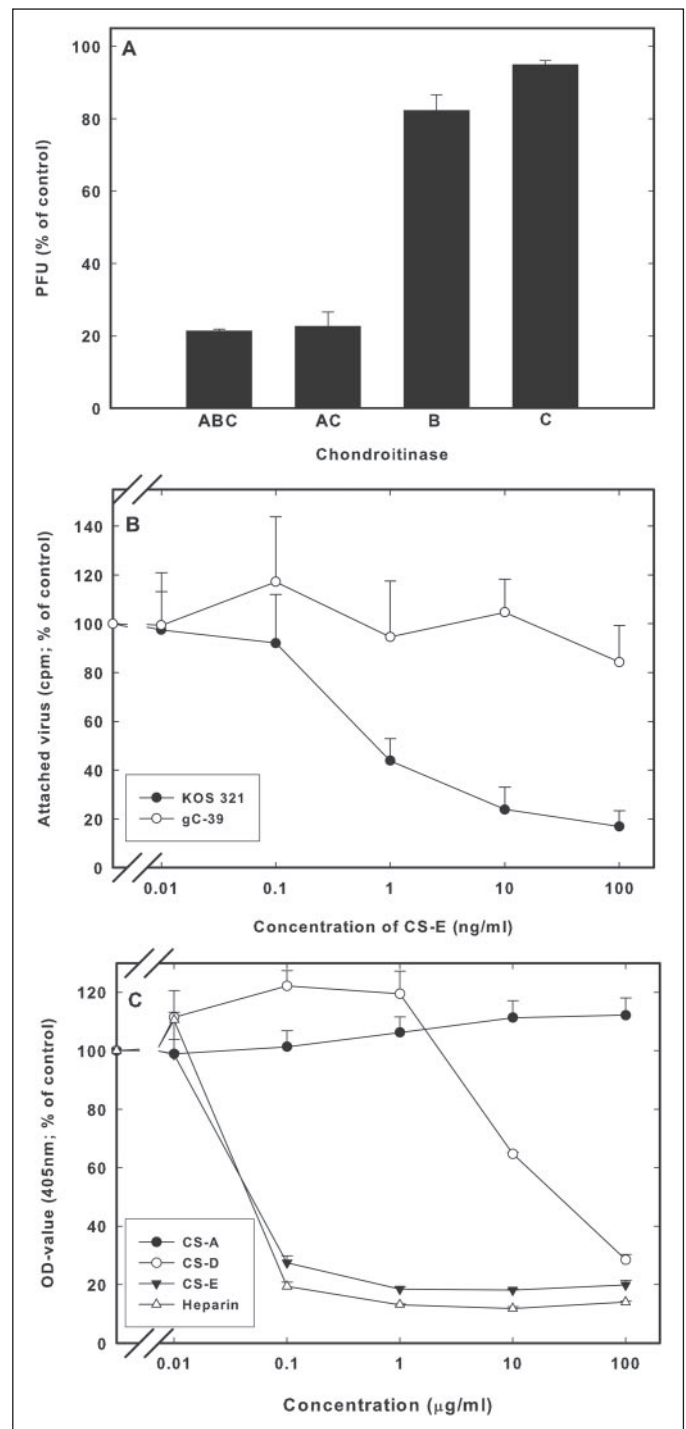 A
100
80
60
40
20
0
PFU (% of control)
ABC AC B C
Chondroitinase
B
140
120
100
80
60
40
20
0
Attached virus (cpm; % of control)
KOS 321
gC-39
0.01 0.1 1 10 100
Concentration of CS-E (ng/ml)
C
120
100
80
60
40
20
0
OD-value (405nm; % of control)
CS-A
CS-D
CS-E
Heparin
0.01 0.1 1 10 100
Concentration (μg/ml)